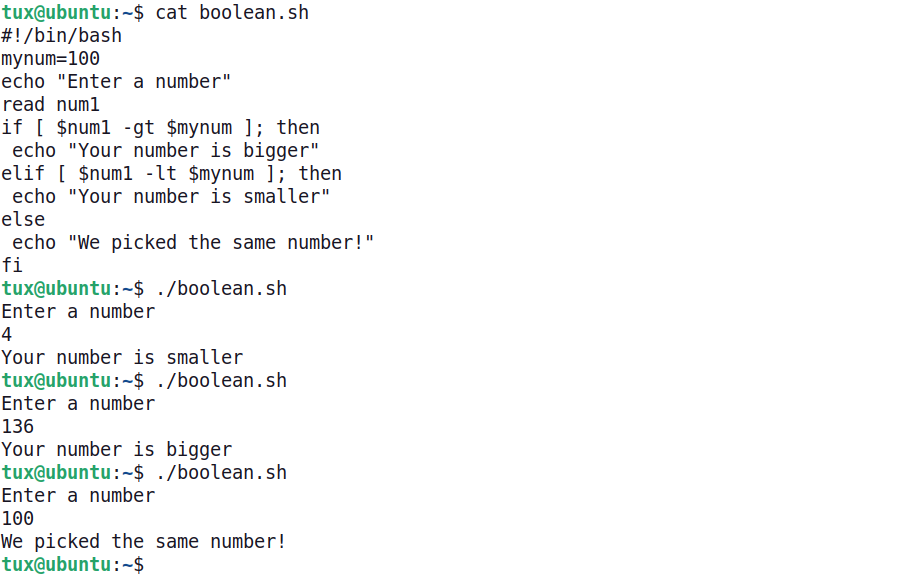 tux@ubuntu:~$ cat boolean.sh
#!/bin/bash
mynum=100
echo "Enter a number"
read num1
if [ $num1 -gt $mynum ]; then
 echo "Your number is bigger"
elif [ $num1 -lt $mynum ]; then
 echo "Your number is smaller"
else
 echo "We picked the same number!"
fi
tux@ubuntu:~$ ./boolean.sh
Enter a number
4
Your number is smaller
tux@ubuntu:~$ ./boolean.sh
Enter a number
136
Your number is bigger
tux@ubuntu:~$ ./boolean.sh
Enter a number
100
We picked the same number!
tux@ubuntu:~$